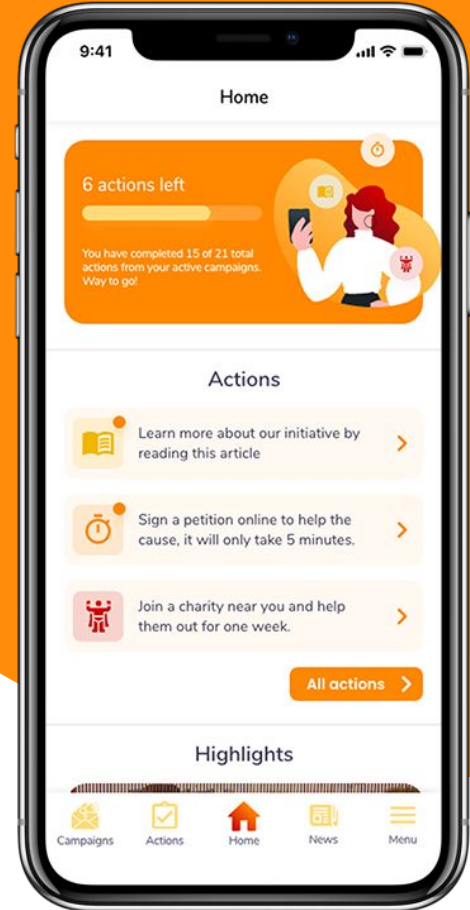 9:41
Home
6 actions left
You have completed 15 of 21 total
actions from your active campaigns.
Way to go!
Actions
Learn more about our initiative by
reading this article
Sign a petition online to help the
cause, it will only take 5 minutes.
Join a charity near you and help
them out for one week.
All actions
Highlights
Campaigns
Actions
Home
News
Menu